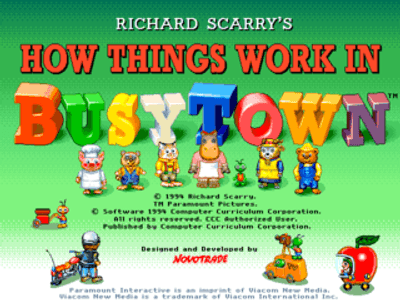 RICHARD SCARRY'S
HOW THINGS WORK IN
BUSYTOWN™
© 1994 Richard Scarry.
TM Paramount Pictures.
© Software 1994 Computer Curriculum Corporation.
All rights reserved. CCC Authorized User.
Published by Computer Curriculum Corporation.
Designed and Developed by
NOVOTRADE
Paramount Interactive is an imprint of Viacom New Media.
Viacom New Media is a trademark of Viacom International Inc.